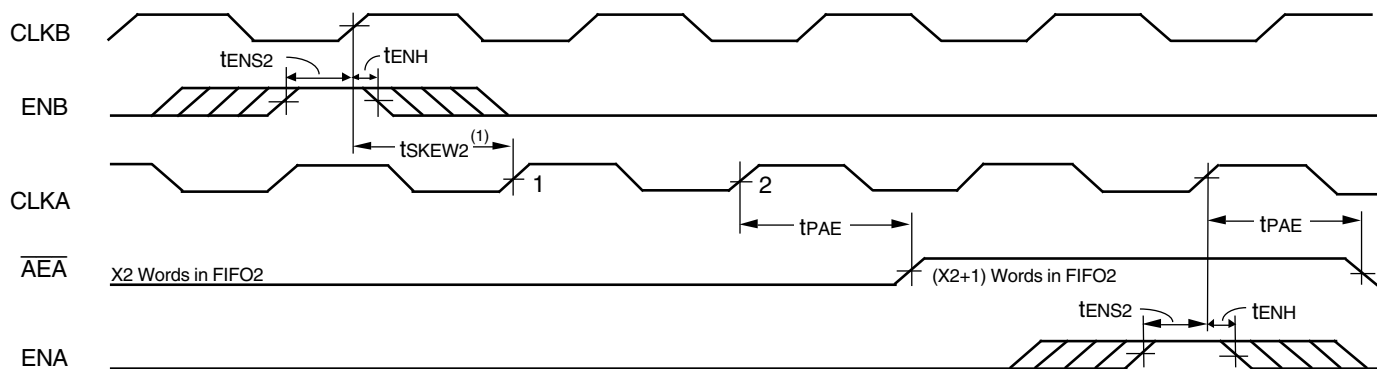 CLKB
tENS2 tENH
ENB
tSKEW2(1)
CLKA 1 2
tPAE tPAE
AEA X2 Words in FIFO2 (X2+1) Words in FIFO2
tENS2 tENH
ENA